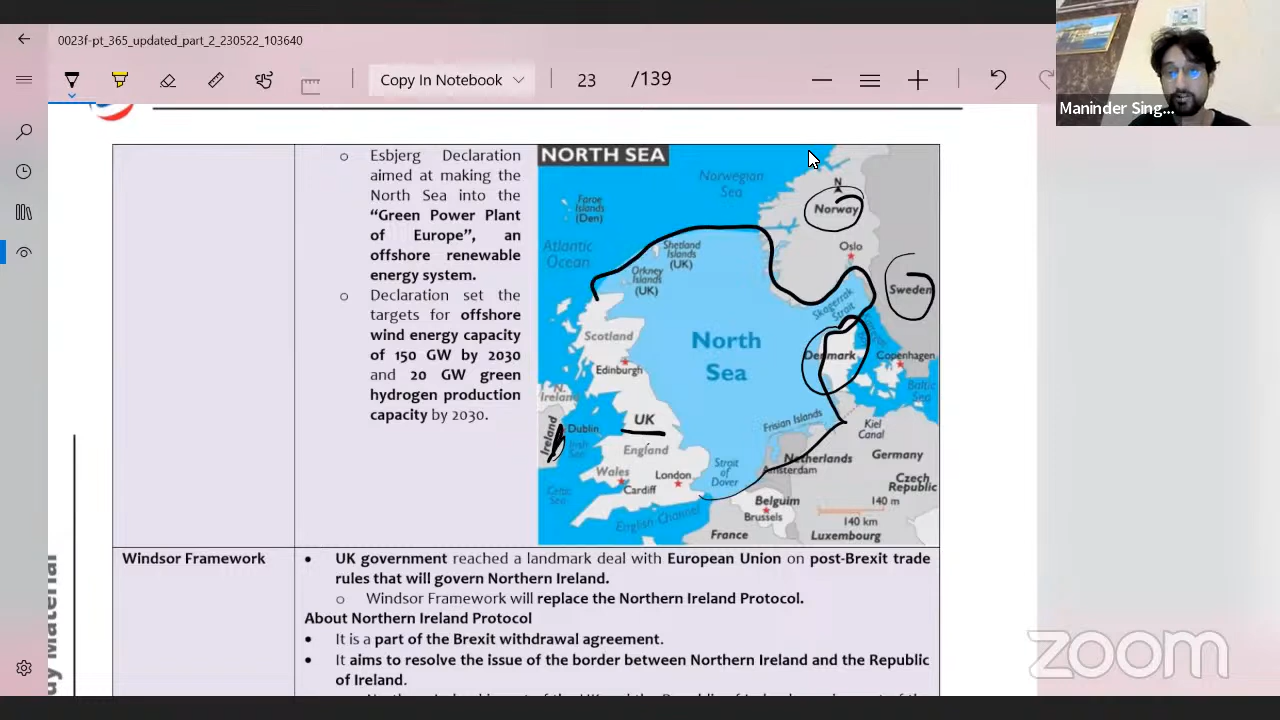 0023f-pt_365_updated_part_2_230522_103640
Copy In Notebook
23 /139
Maninder Sing...
Esbjerg Declaration
aimed at making the
North Sea into the
“Green Power Plant
of Europe”, an
offshore renewable
energy system.
Declaration set the
targets for offshore
wind energy capacity
of 150 GW by 2030
and 20 GW green
hydrogen production
capacity by 2030.
NORTH SEA
Norwegian
Sea
N
Faroe
Islands
(Den)
Norway
Atlantic
Ocean
Shetland
Islands
(UK)
Oslo
Orkney
Islands
(UK)
Sweden
Skagerrak
Strait
Scotland
North
Sea
Denmark
Copenhagen
Edinburgh
Baltic
Sea
N.
Ireland
UK
Ireland
Dublin
Irish
Sea
England
Frisian Islands
Kiel
Canal
Netherlands
Germany
Amsterdam
Strait
of
Dover
Wales
London
Cardiff
Celtic
Sea
Czech
Republic
Belguim
Brussels
140 m
140 km
English Channel
France
Luxembourg
Windsor Framework
• UK government reached a landmark deal with European Union on post-Brexit trade
rules that will govern Northern Ireland.
o Windsor Framework will replace the Northern Ireland Protocol.
About Northern Ireland Protocol
• It is a part of the Brexit withdrawal agreement.
• It aims to resolve the issue of the border between Northern Ireland and the Republic
of Ireland.
dy Material
zoom